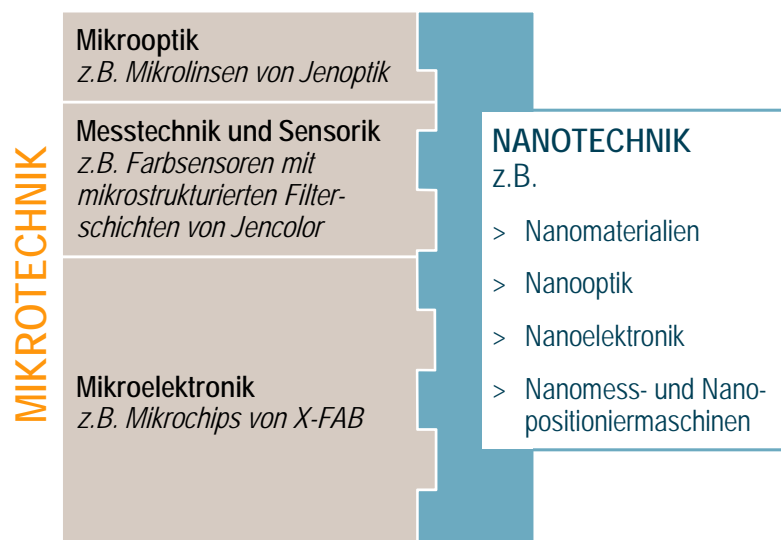 MIKROTECHNIK
Mikrooptik
z.B. Mikrolinsen von Jenoptik
Messtechnik und Sensorik
z.B. Farbsensoren mit
mikrostrukturierten Filter-
schichten von Jencolor
Mikroelektronik
z.B. Mikrochips von X-FAB
NANOTECHNIK
z.B.
> Nanomaterialien
> Nanooptik
> Nanoelektronik
> Nanomess- und Nano-
positioniermaschinen